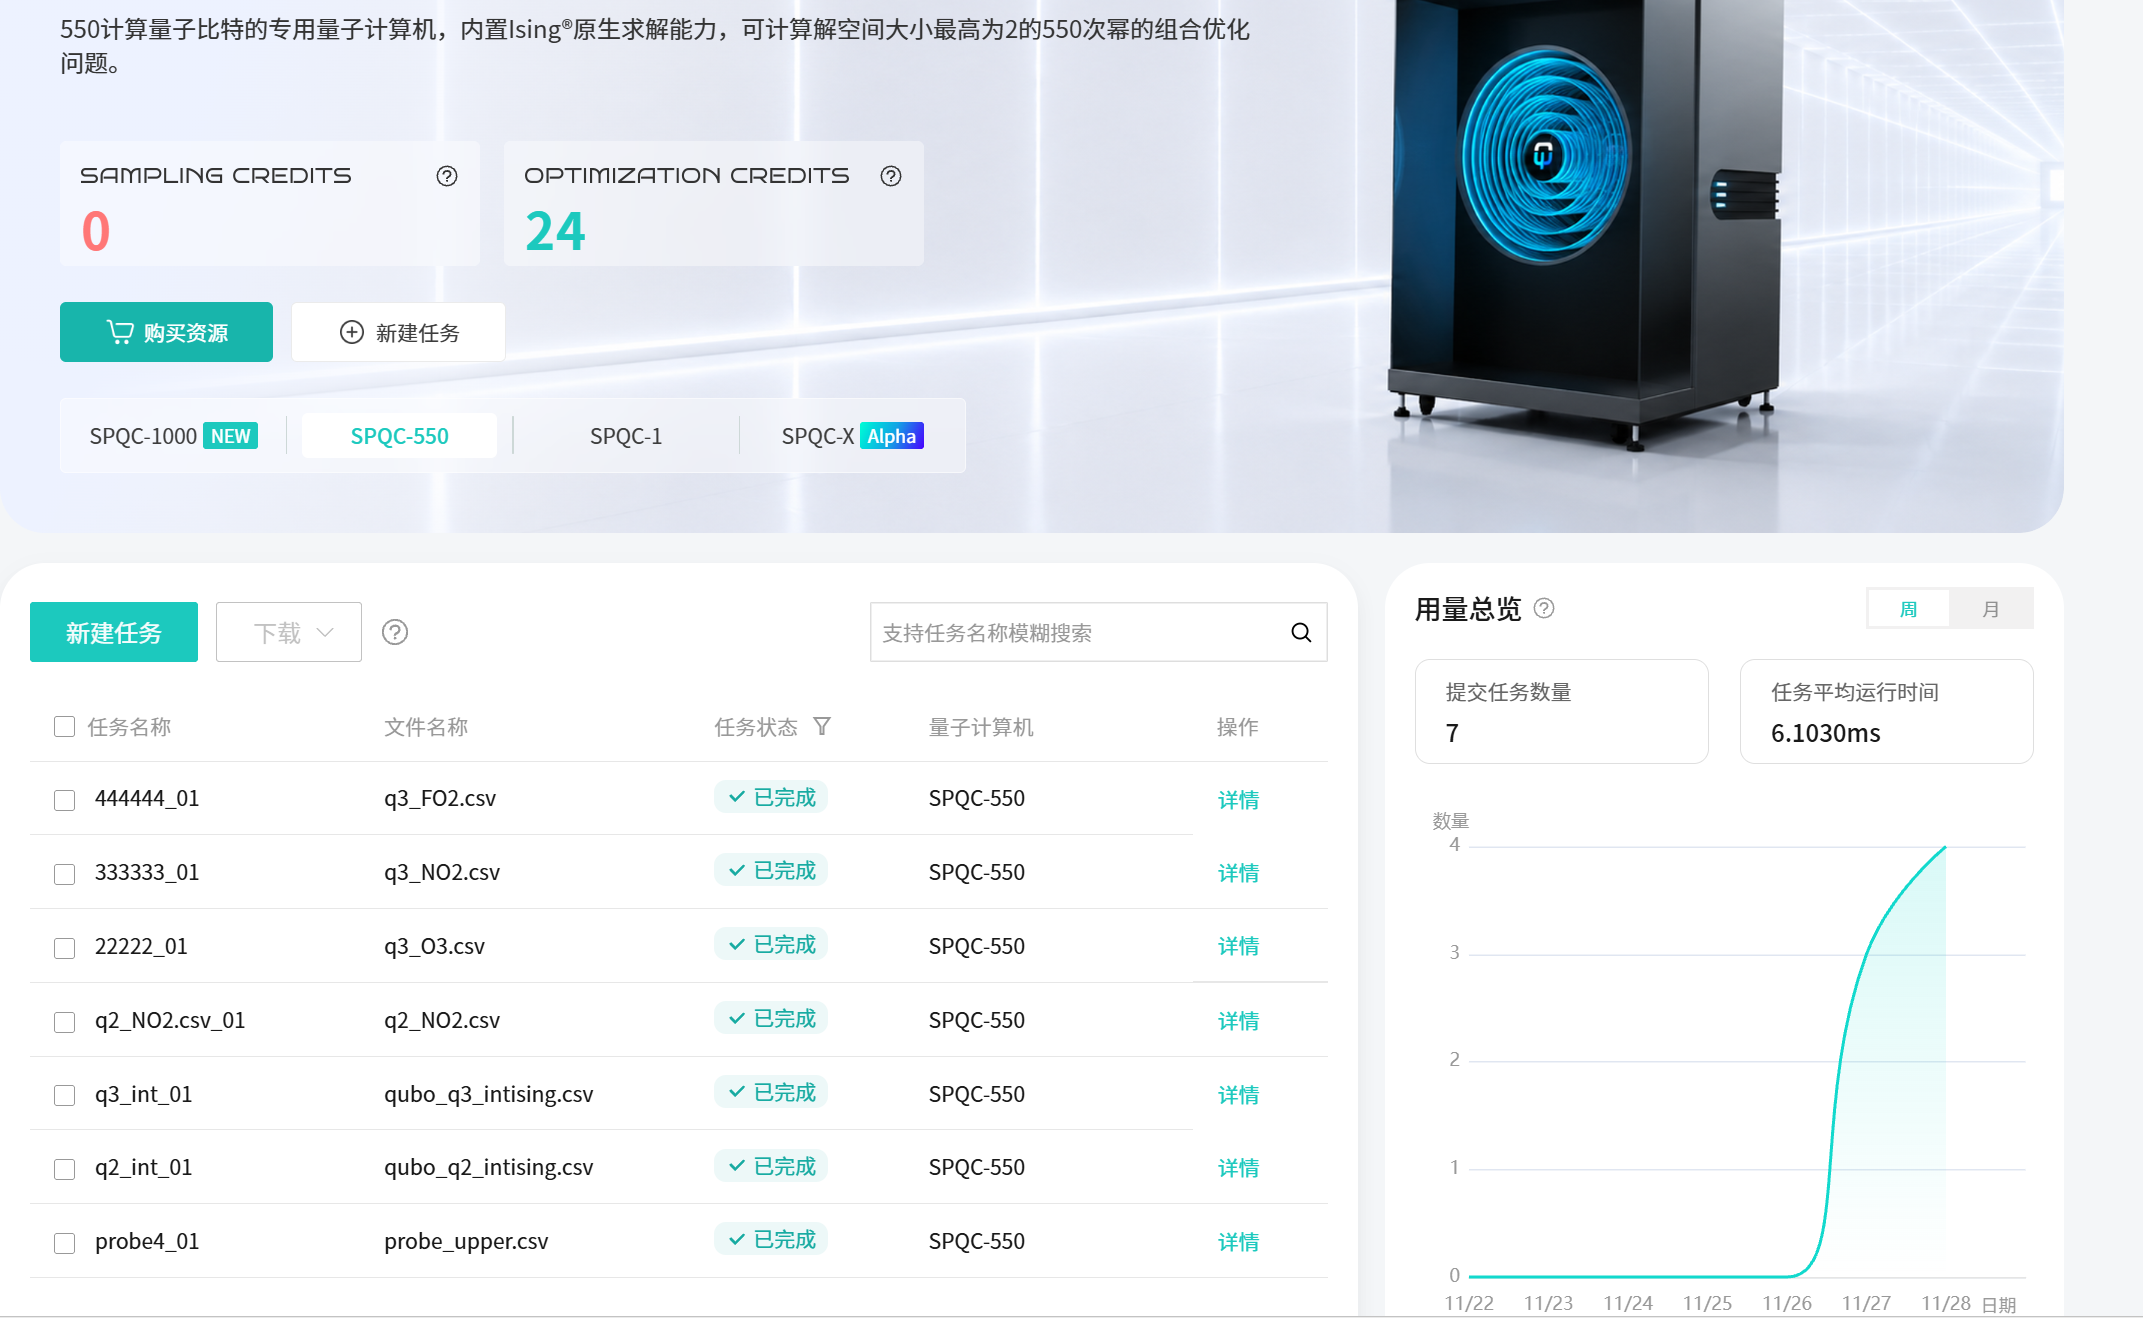 550计算量子比特的专用量子计算机，内置Ising®原生求解能力，可计算解空间大小最高为2的550次幂的组合优化
问题。
SAMPLING CREDITS
0
OPTIMIZATION CREDITS
24
购买资源
新建任务
SPQC-1000 NEW
SPQC-550
SPQC-1
SPQC-X Alpha
新建任务
下载
支持任务名称模糊搜索
任务名称 文件名称 任务状态 量子计算机 操作
444444_01 q3_FO2.csv 已完成 SPQC-550 详情
333333_01 q3_NO2.csv 已完成 SPQC-550 详情
22222_01 q3_O3.csv 已完成 SPQC-550 详情
q2_NO2.csv_01 q2_NO2.csv 已完成 SPQC-550 详情
q3_int_01 qubo_q3_intising.csv 已完成 SPQC-550 详情
q2_int_01 qubo_q2_intising.csv 已完成 SPQC-550 详情
probe4_01 probe_upper.csv 已完成 SPQC-550 详情
用量总览
周
月
提交任务数量
7
任务平均运行时间
6.1030ms
数量
4
3
2
1
0
11/22 11/23 11/24 11/25 11/26 11/27 11/28 日期